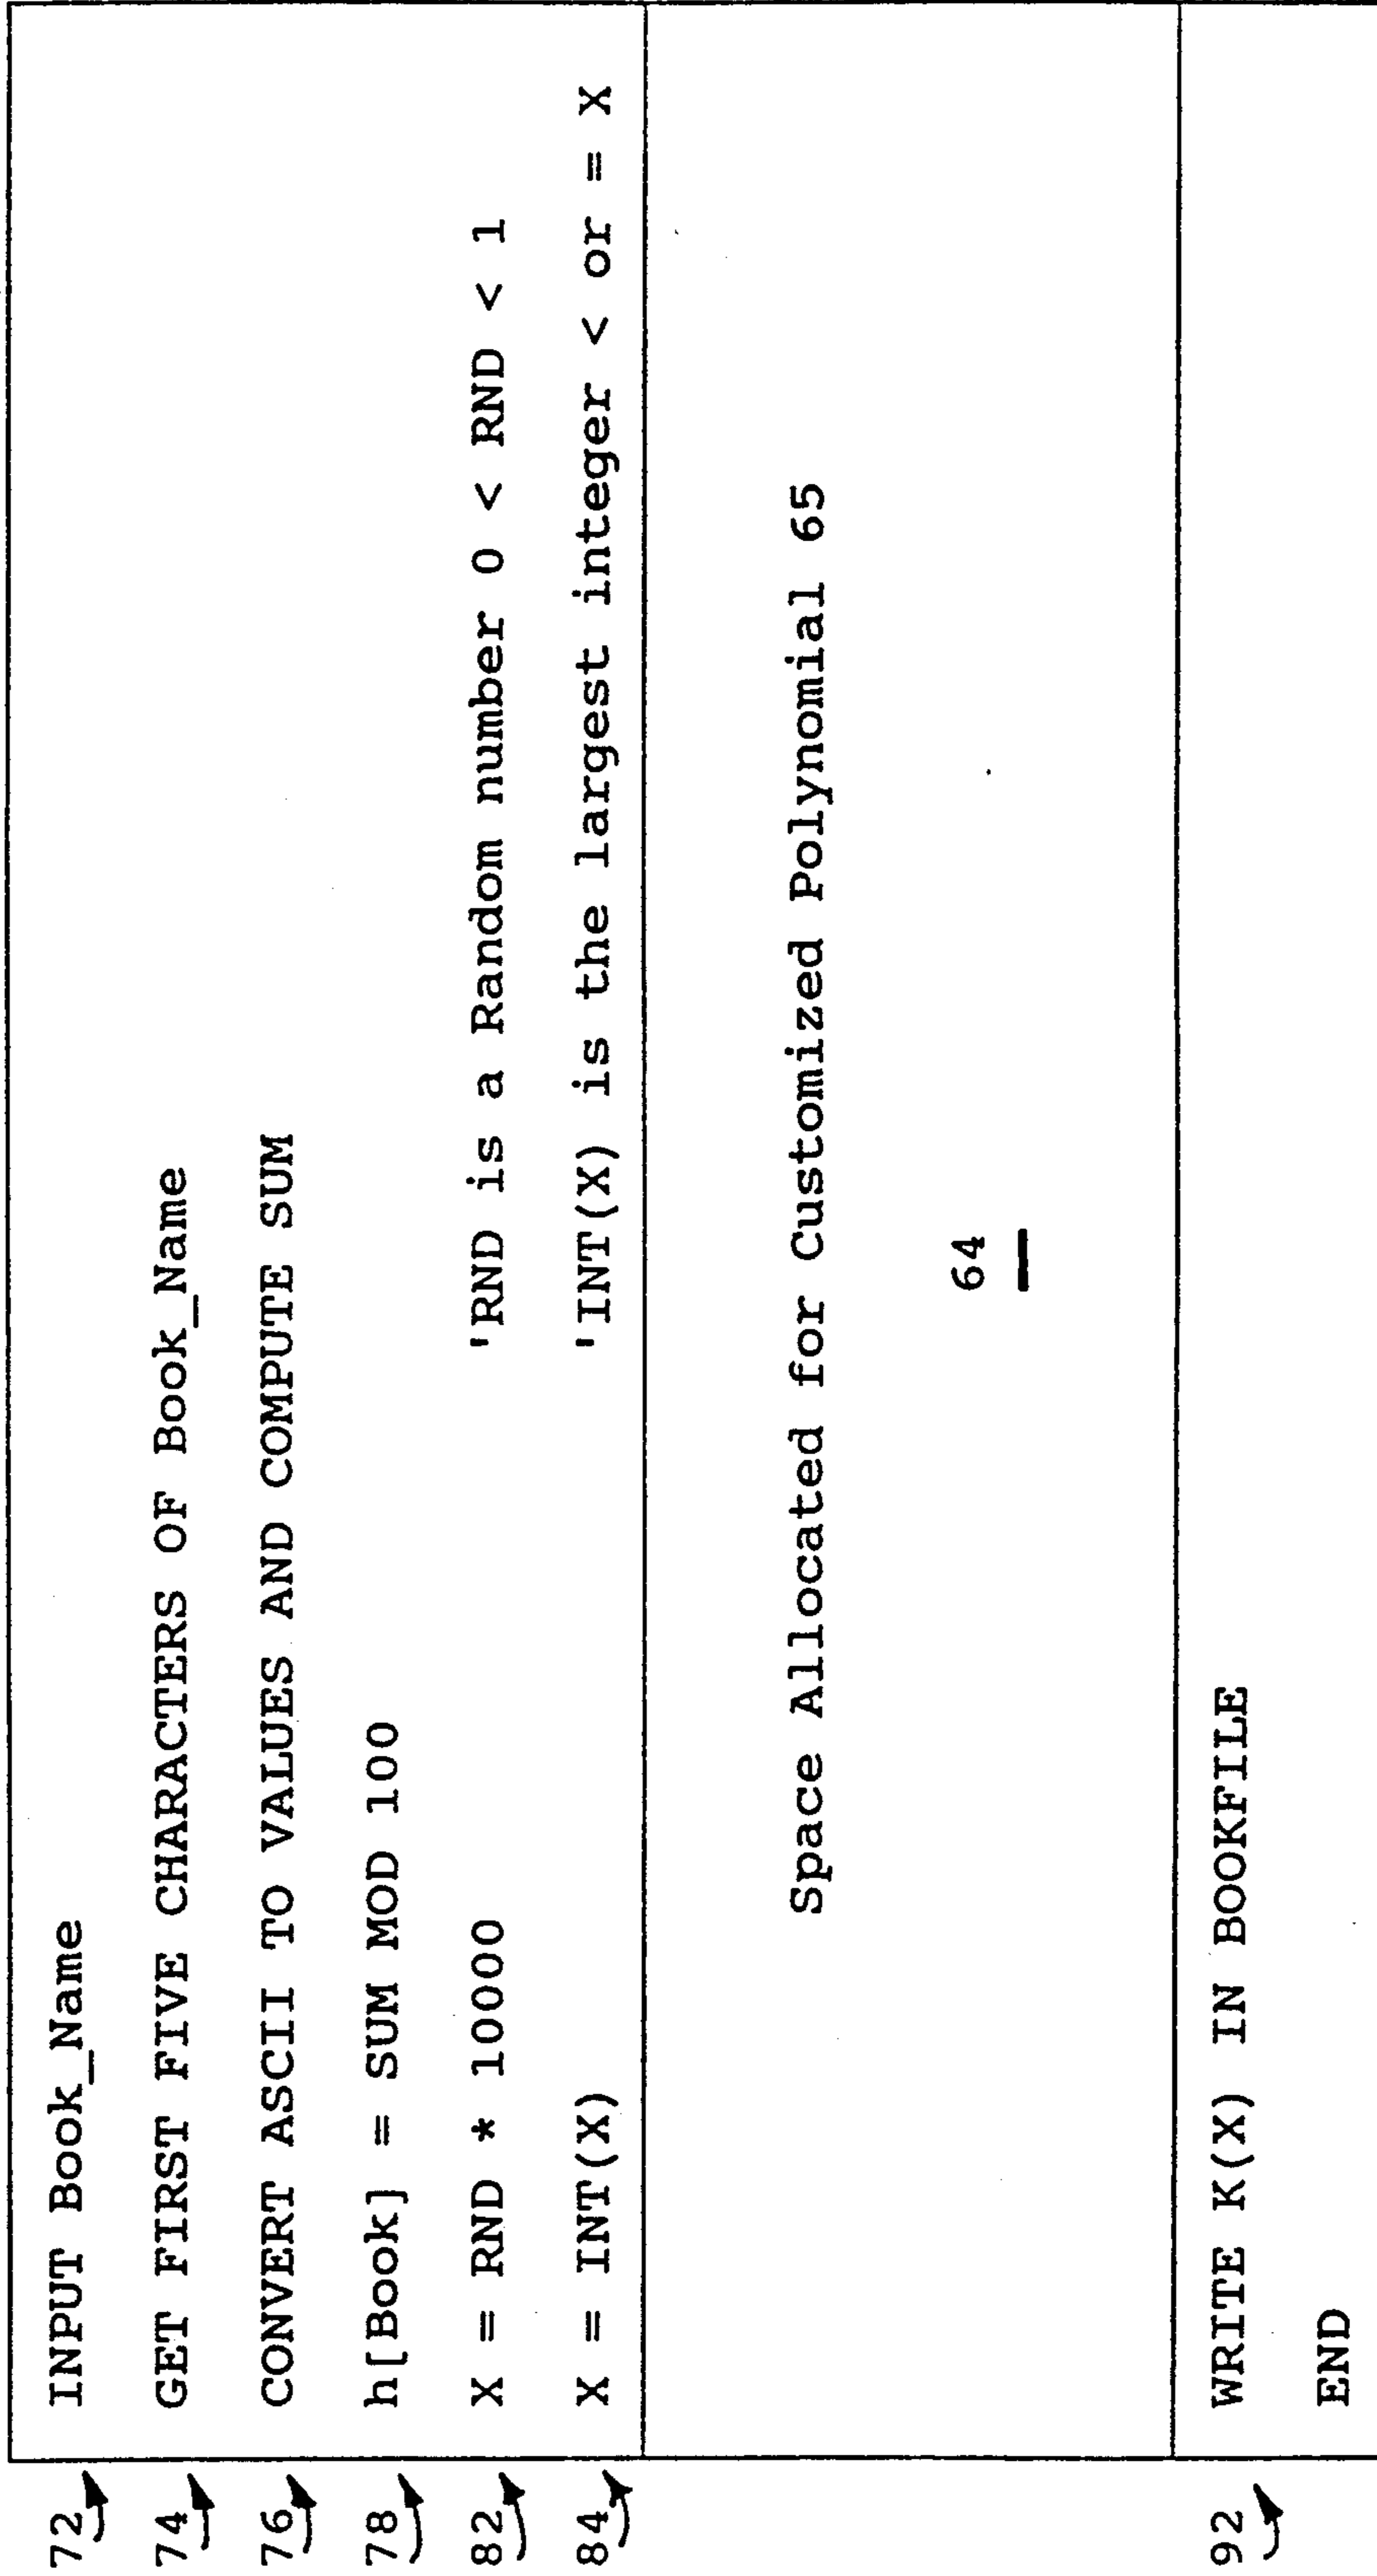 72 INPUT Book_Name
74 GET FIRST FIVE CHARACTERS OF Book_Name
76 CONVERT ASCII TO VALUES AND COMPUTE SUM
78 h[Book] = SUM MOD 100
82 X = RND * 10000 'RND is a Random number 0 < RND < 1
84 X = INT(X) 'INT(X) is the largest integer < or = X
Space Allocated for Customized Polynomial 65
64
92 WRITE K(X) IN BOOKFILE
END